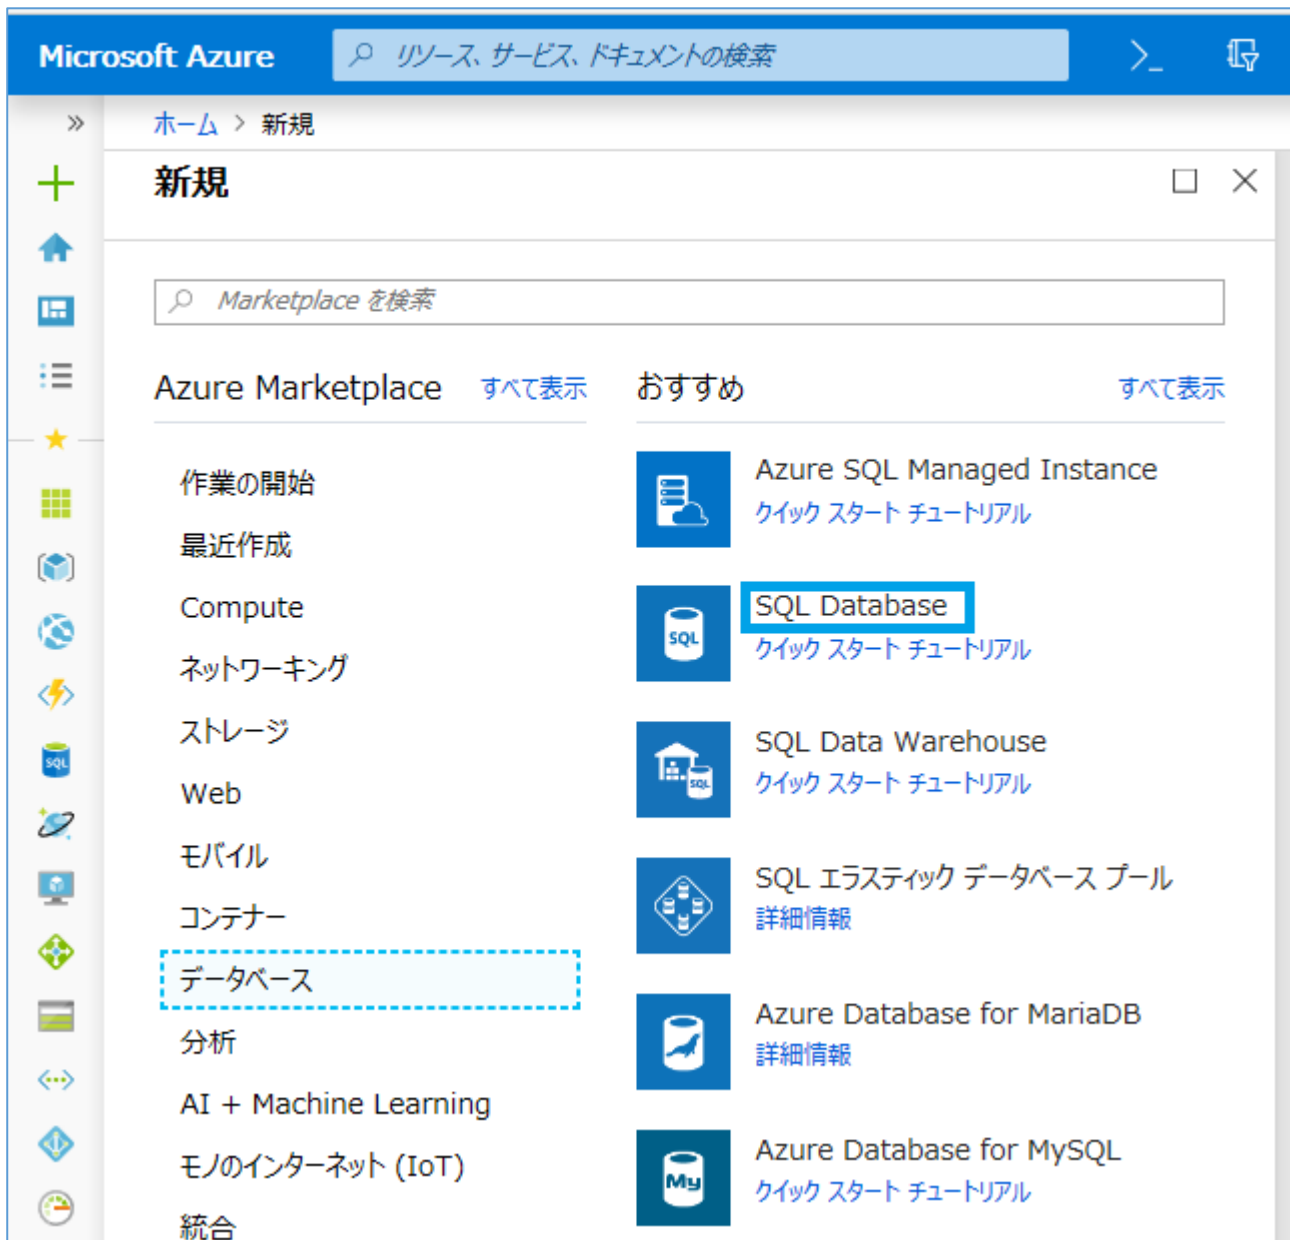 Microsoft Azure
リソース、サービス、ドキュメントの検索
ホーム > 新規
新規
Marketplace を検索
Azure Marketplace すべて表示
作業の開始
最近作成
Compute
ネットワーキング
ストレージ
Web
モバイル
コンテナー
データベース
分析
AI + Machine Learning
モノのインターネット (IoT)
統合
おすすめ すべて表示
Azure SQL Managed Instance
クイック スタート チュートリアル
SQL
SQL Database
クイック スタート チュートリアル
SQL
SQL Data Warehouse
クイック スタート チュートリアル
SQL エラスティック データベース プール
詳細情報
Azure Database for MariaDB
詳細情報
My
Azure Database for MySQL
クイック スタート チュートリアル
SQL